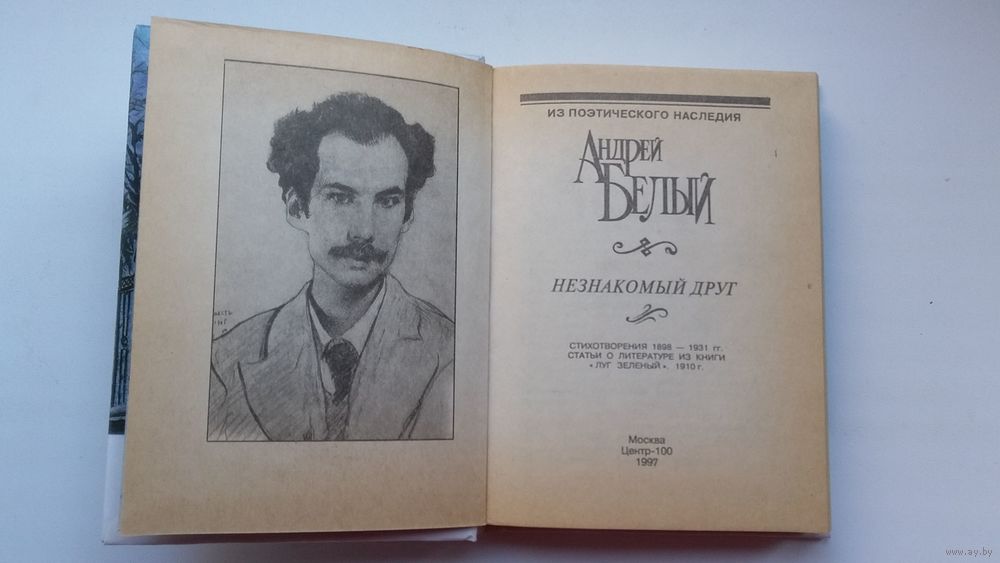 ИЗ ПОЭТИЧЕСКОГО НАСЛЕДИЯ
АНДРЕЙ
БЕЛЫЙ
НЕЗНАКОМЫЙ ДРУГ
СТИХОТВОРЕНИЯ 1898 — 1931 гг.
СТАТЬИ О ЛИТЕРАТУРЕ ИЗ КНИГИ
«ЛУГ ЗЕЛЕНЫЙ». 1910 г.
Москва
Центр-100
1997
© www.ay.by